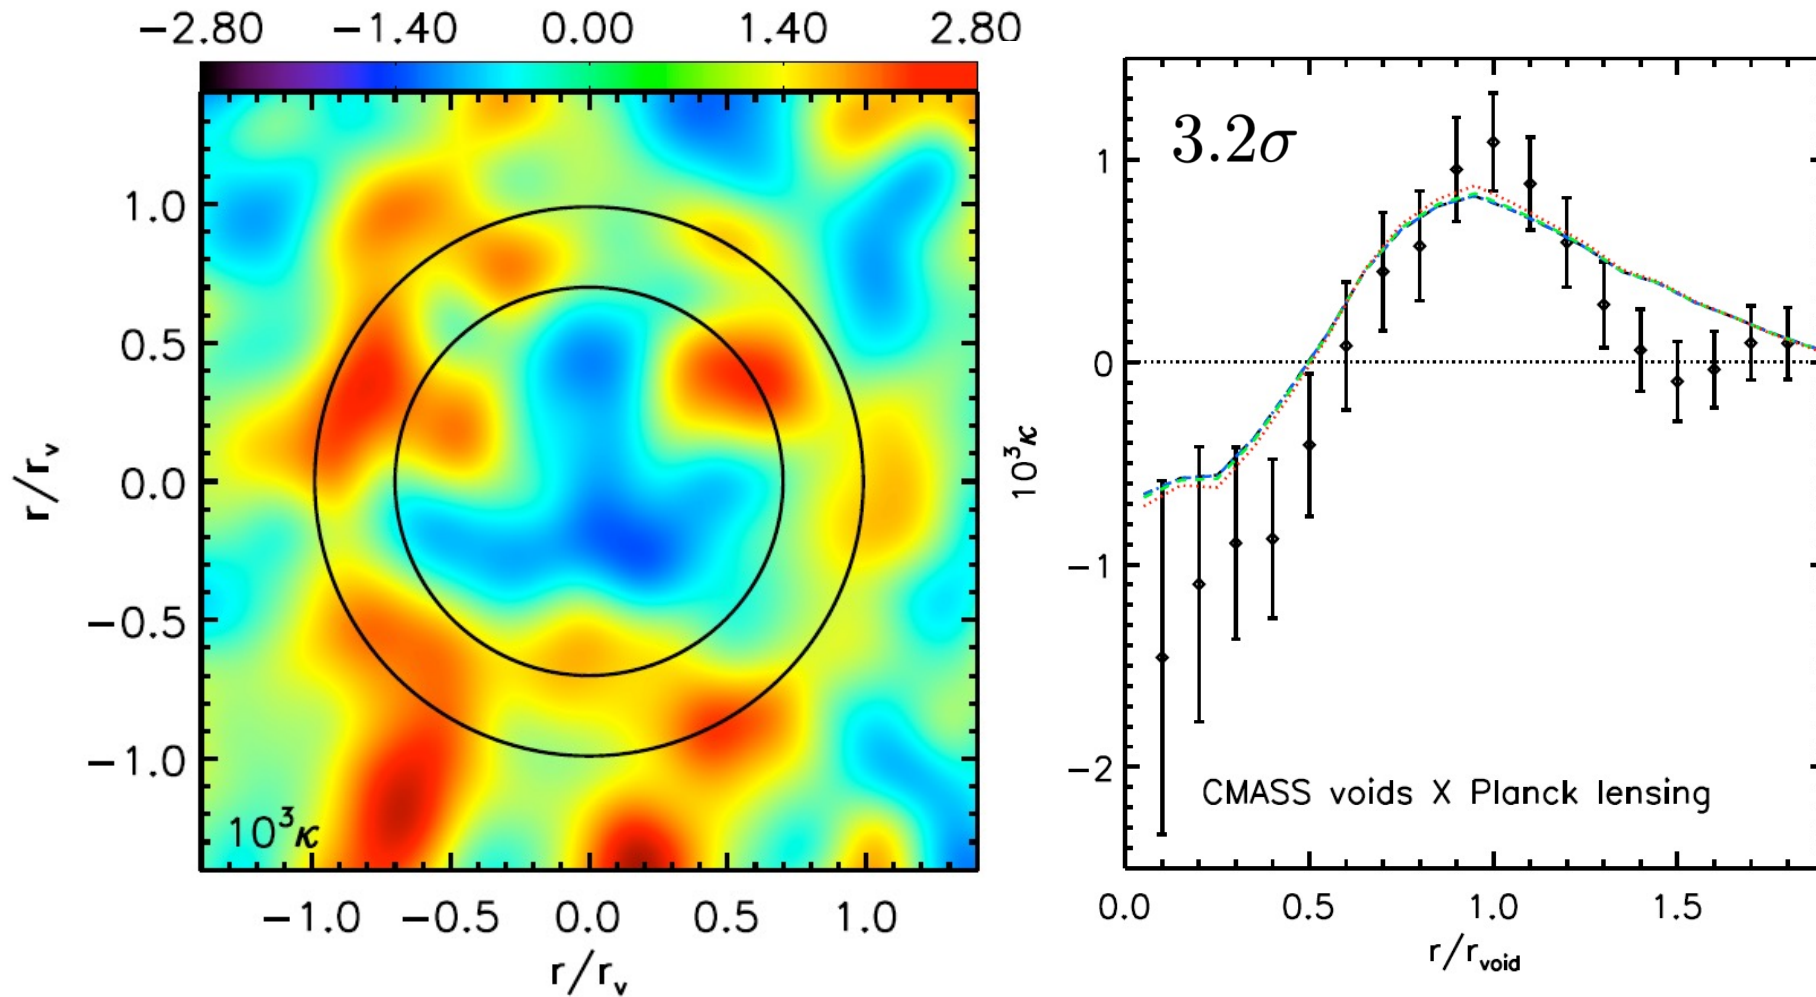 −2.80 −1.40 0.00 1.40 2.80
1.0
0.5
0.0
−0.5
−1.0
r/rᵥ
10³κ
−1.0 −0.5 0.0 0.5 1.0
r/rᵥ
3.2σ
1
0
−1
−2
10³κ
CMASS voids X Planck lensing
0.0 0.5 1.0 1.5
r/r_void